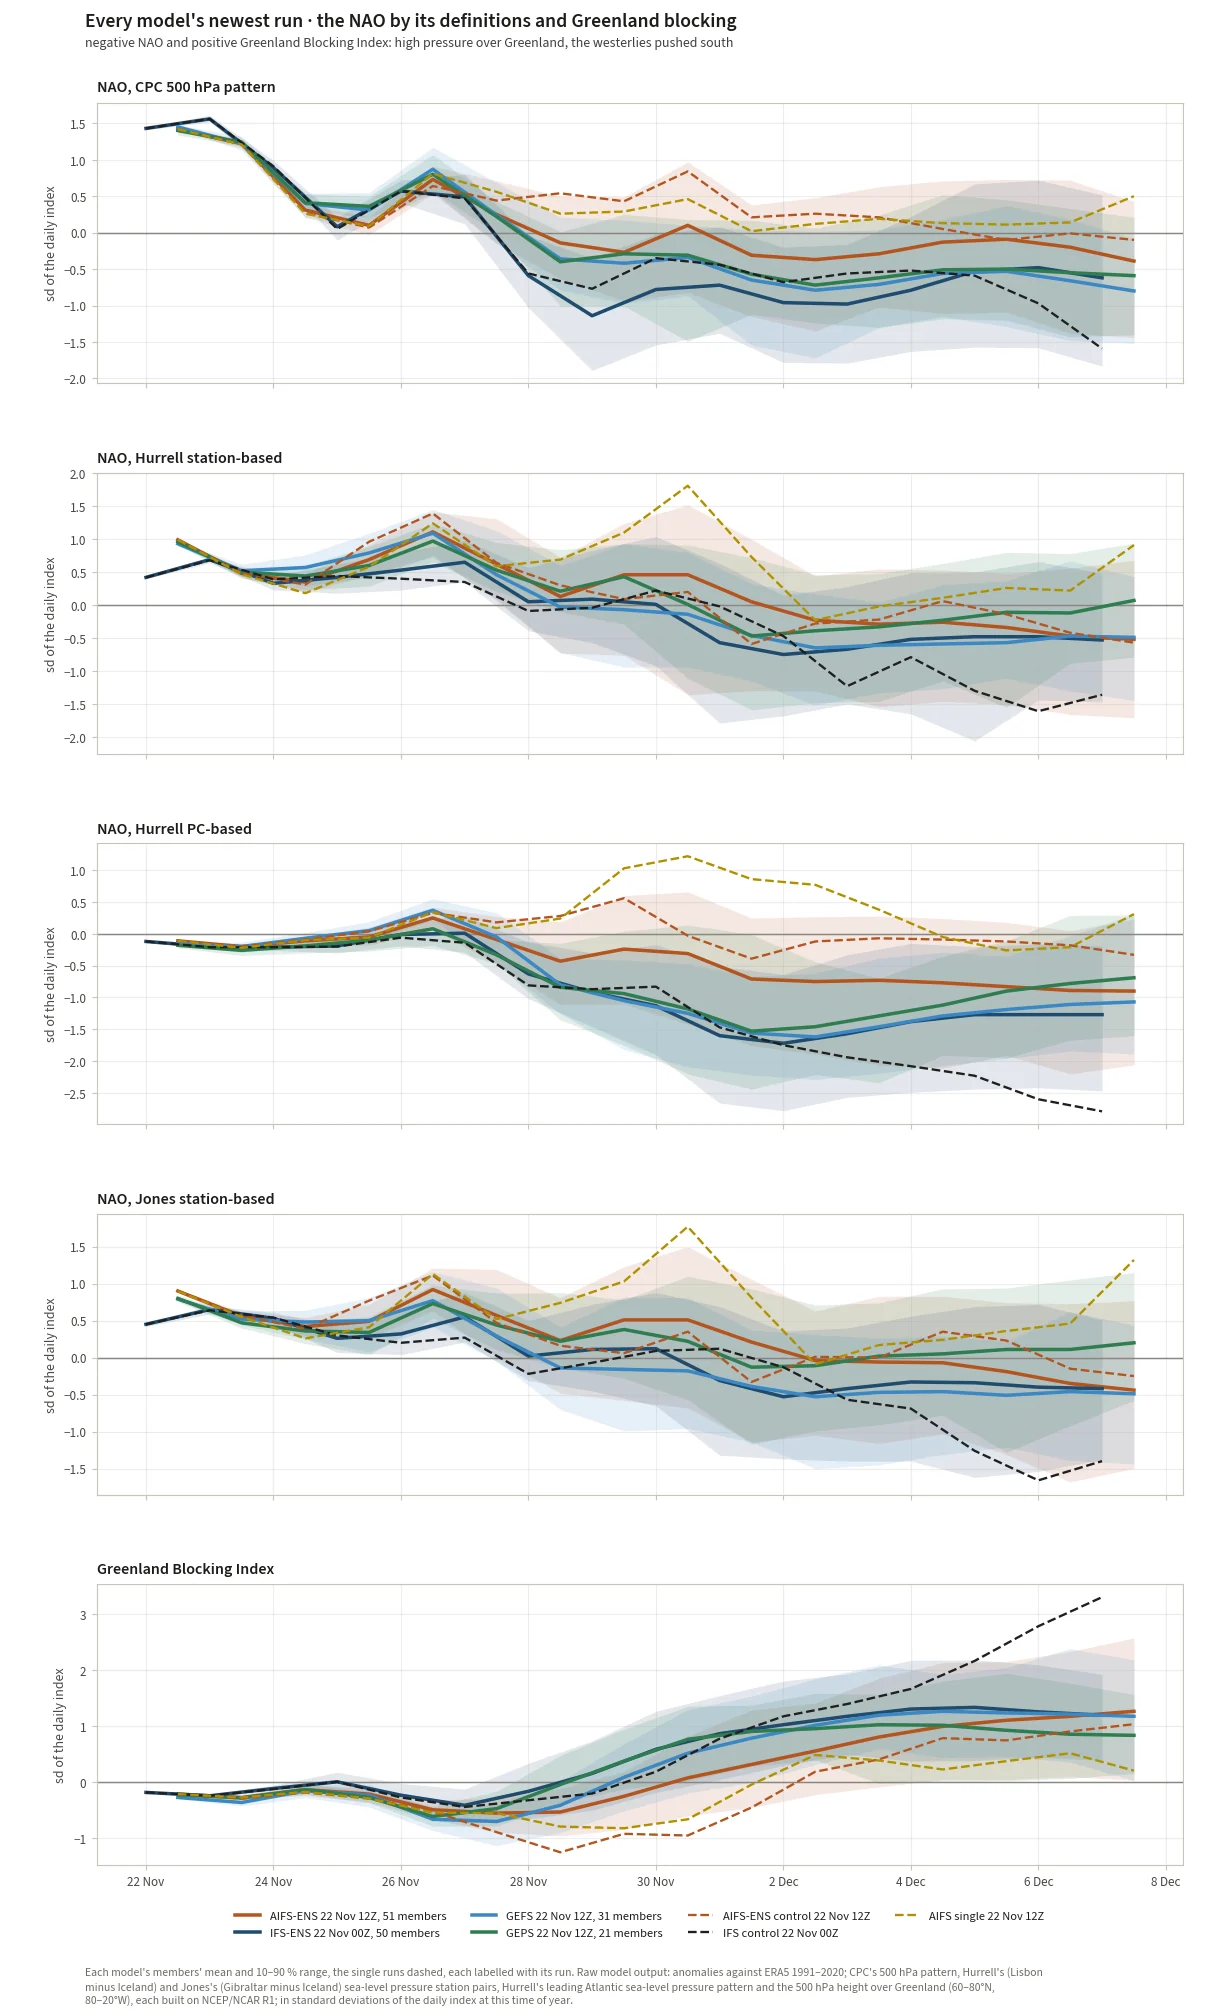 Every model's newest run · the NAO by its definitions and Greenland blocking
negative NAO and positive Greenland Blocking Index: high pressure over Greenland, the westerlies pushed south
NAO, CPC 500 hPa pattern
1.5
1.0
0.5
0.0
−0.5
−1.0
−1.5
−2.0
sd of the daily index
NAO, Hurrell station-based
2.0
1.5
1.0
0.5
0.0
−0.5
−1.0
−1.5
−2.0
sd of the daily index
NAO, Hurrell PC-based
1.0
0.5
0.0
−0.5
−1.0
−1.5
−2.0
−2.5
sd of the daily index
NAO, Jones station-based
1.5
1.0
0.5
0.0
−0.5
−1.0
−1.5
sd of the daily index
Greenland Blocking Index
3
2
1
0
−1
sd of the daily index
22 Nov 24 Nov 26 Nov 28 Nov 30 Nov 2 Dec 4 Dec 6 Dec 8 Dec
AIFS-ENS 22 Nov 12Z, 51 members GEFS 22 Nov 12Z, 31 members AIFS-ENS control 22 Nov 12Z AIFS single 22 Nov 12Z
IFS-ENS 22 Nov 00Z, 50 members GEPS 22 Nov 12Z, 21 members IFS control 22 Nov 00Z
Each model's members' mean and 10–90 % range, the single runs dashed, each labelled with its run. Raw model output: anomalies against ERA5 1991–2020; CPC's 500 hPa pattern, Hurrell's (Lisbon
minus Iceland) and Jones's (Gibraltar minus Iceland) sea-level pressure station pairs, Hurrell's leading Atlantic sea-level pressure pattern and the 500 hPa height over Greenland (60–80°N,
80–20°W), each built on NCEP/NCAR R1; in standard deviations of the daily index at this time of year.